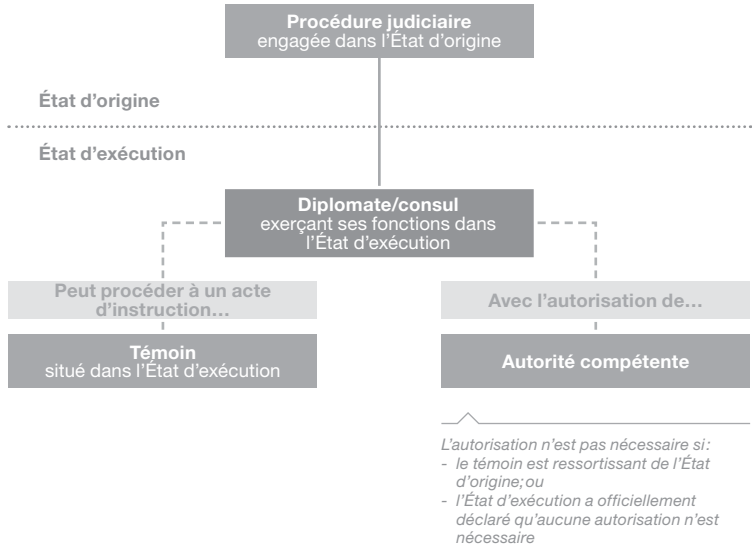 Procédure judiciaire
engagée dans l’État d’origine
État d’origine
État d’exécution
Diplomate/consul
exerçant ses fonctions dans
l’État d’exécution
Peut procéder à un acte
d’instruction…
Avec l’autorisation de…
Témoin
situé dans l’État d’exécution
Autorité compétente
L’autorisation n’est pas nécessaire si:
- le témoin est ressortissant de l’État
d’origine; ou
- l’État d’exécution a officiellement
déclaré qu’aucune autorisation n’est
nécessaire